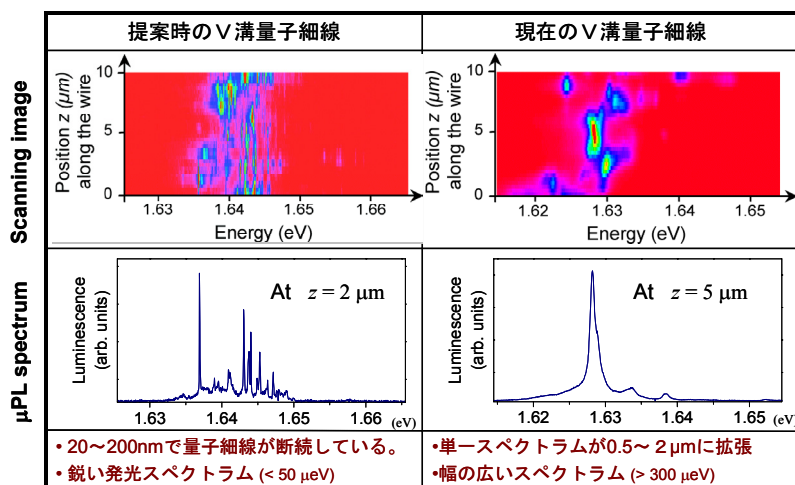 提案時のV溝量子細線
現在のV溝量子細線
Scanning image
Position z (μm)
along the wire
10
5
0
1.63 1.64 1.65 1.66
Energy (eV)
Position z (μm)
along the wire
10
5
0
1.62 1.63 1.64 1.65
Energy (eV)
μPL spectrum
Luminescence
(arb. units)
At z = 2 μm
1.63 1.64 1.65 1.66 (eV)
Luminescence
(arb. units)
At z = 5 μm
1.62 1.63 1.64 1.65 (eV)
• 20～200nmで量子細線が断続している。
• 鋭い発光スペクトラム (< 50 μeV)
•単一スペクトラムが0.5～ 2 μmに拡張
•幅の広いスペクトラム (> 300 μeV)